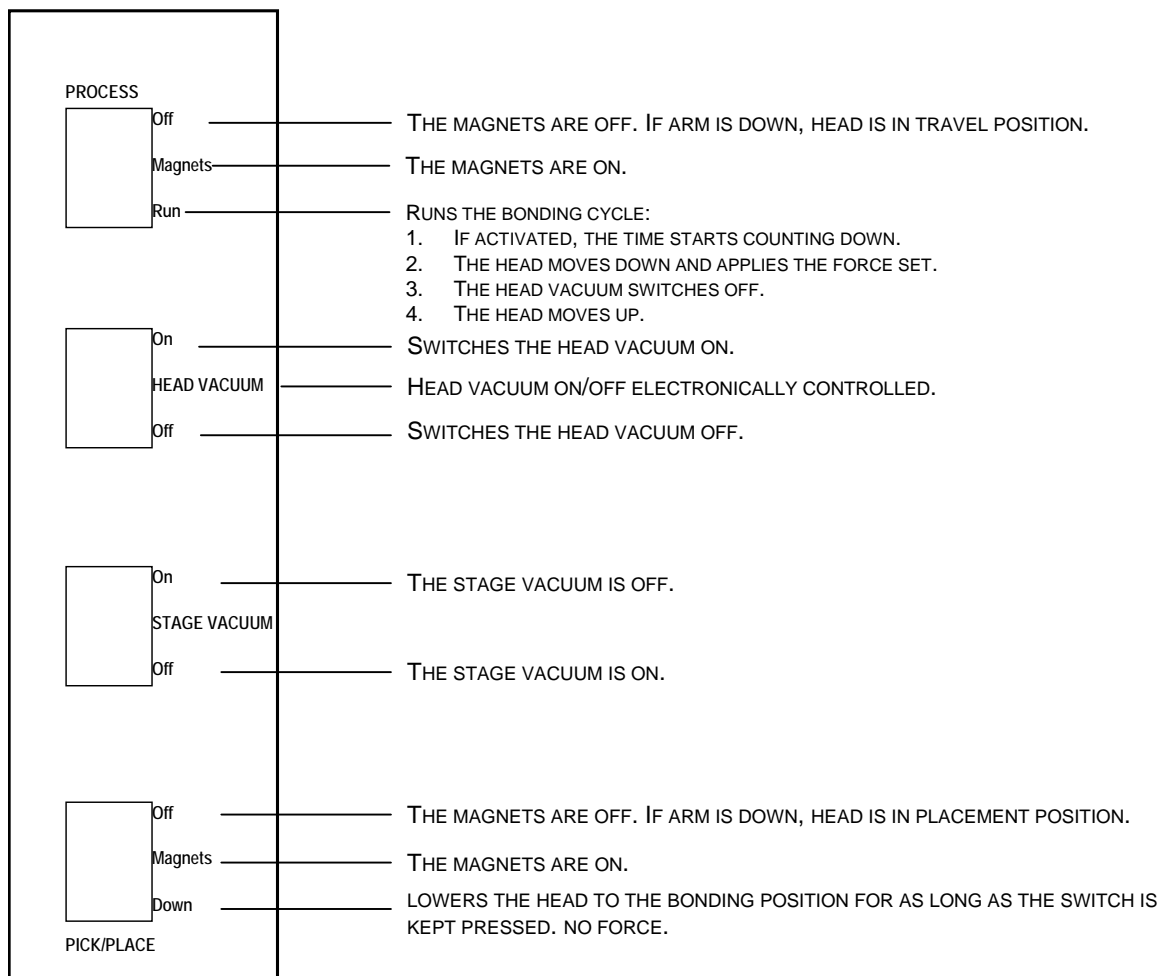 PROCESS
Off THE MAGNETS ARE OFF. IF ARM IS DOWN, HEAD IS IN TRAVEL POSITION.
Magnets THE MAGNETS ARE ON.
Run RUNS THE BONDING CYCLE:
1. IF ACTIVATED, THE TIME STARTS COUNTING DOWN.
2. THE HEAD MOVES DOWN AND APPLIES THE FORCE SET.
3. THE HEAD VACUUM SWITCHES OFF.
4. THE HEAD MOVES UP.
On SWITCHES THE HEAD VACUUM ON.
HEAD VACUUM HEAD VACUUM ON/OFF ELECTRONICALLY CONTROLLED.
Off SWITCHES THE HEAD VACUUM OFF.
On THE STAGE VACUUM IS OFF.
STAGE VACUUM
Off THE STAGE VACUUM IS ON.
Off THE MAGNETS ARE OFF. IF ARM IS DOWN, HEAD IS IN PLACEMENT POSITION.
Magnets THE MAGNETS ARE ON.
Down LOWERS THE HEAD TO THE BONDING POSITION FOR AS LONG AS THE SWITCH IS
KEPT PRESSED. NO FORCE.
PICK/PLACE